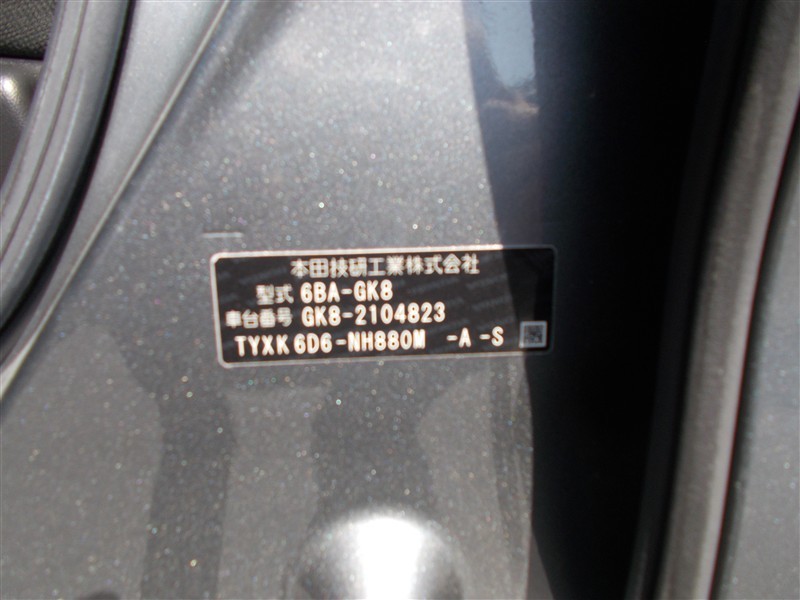 本田技研工業株式会社
型式 6BA-GK8
車台番号 GK8-2104823
TYXK 6D6-NH880M -A -S